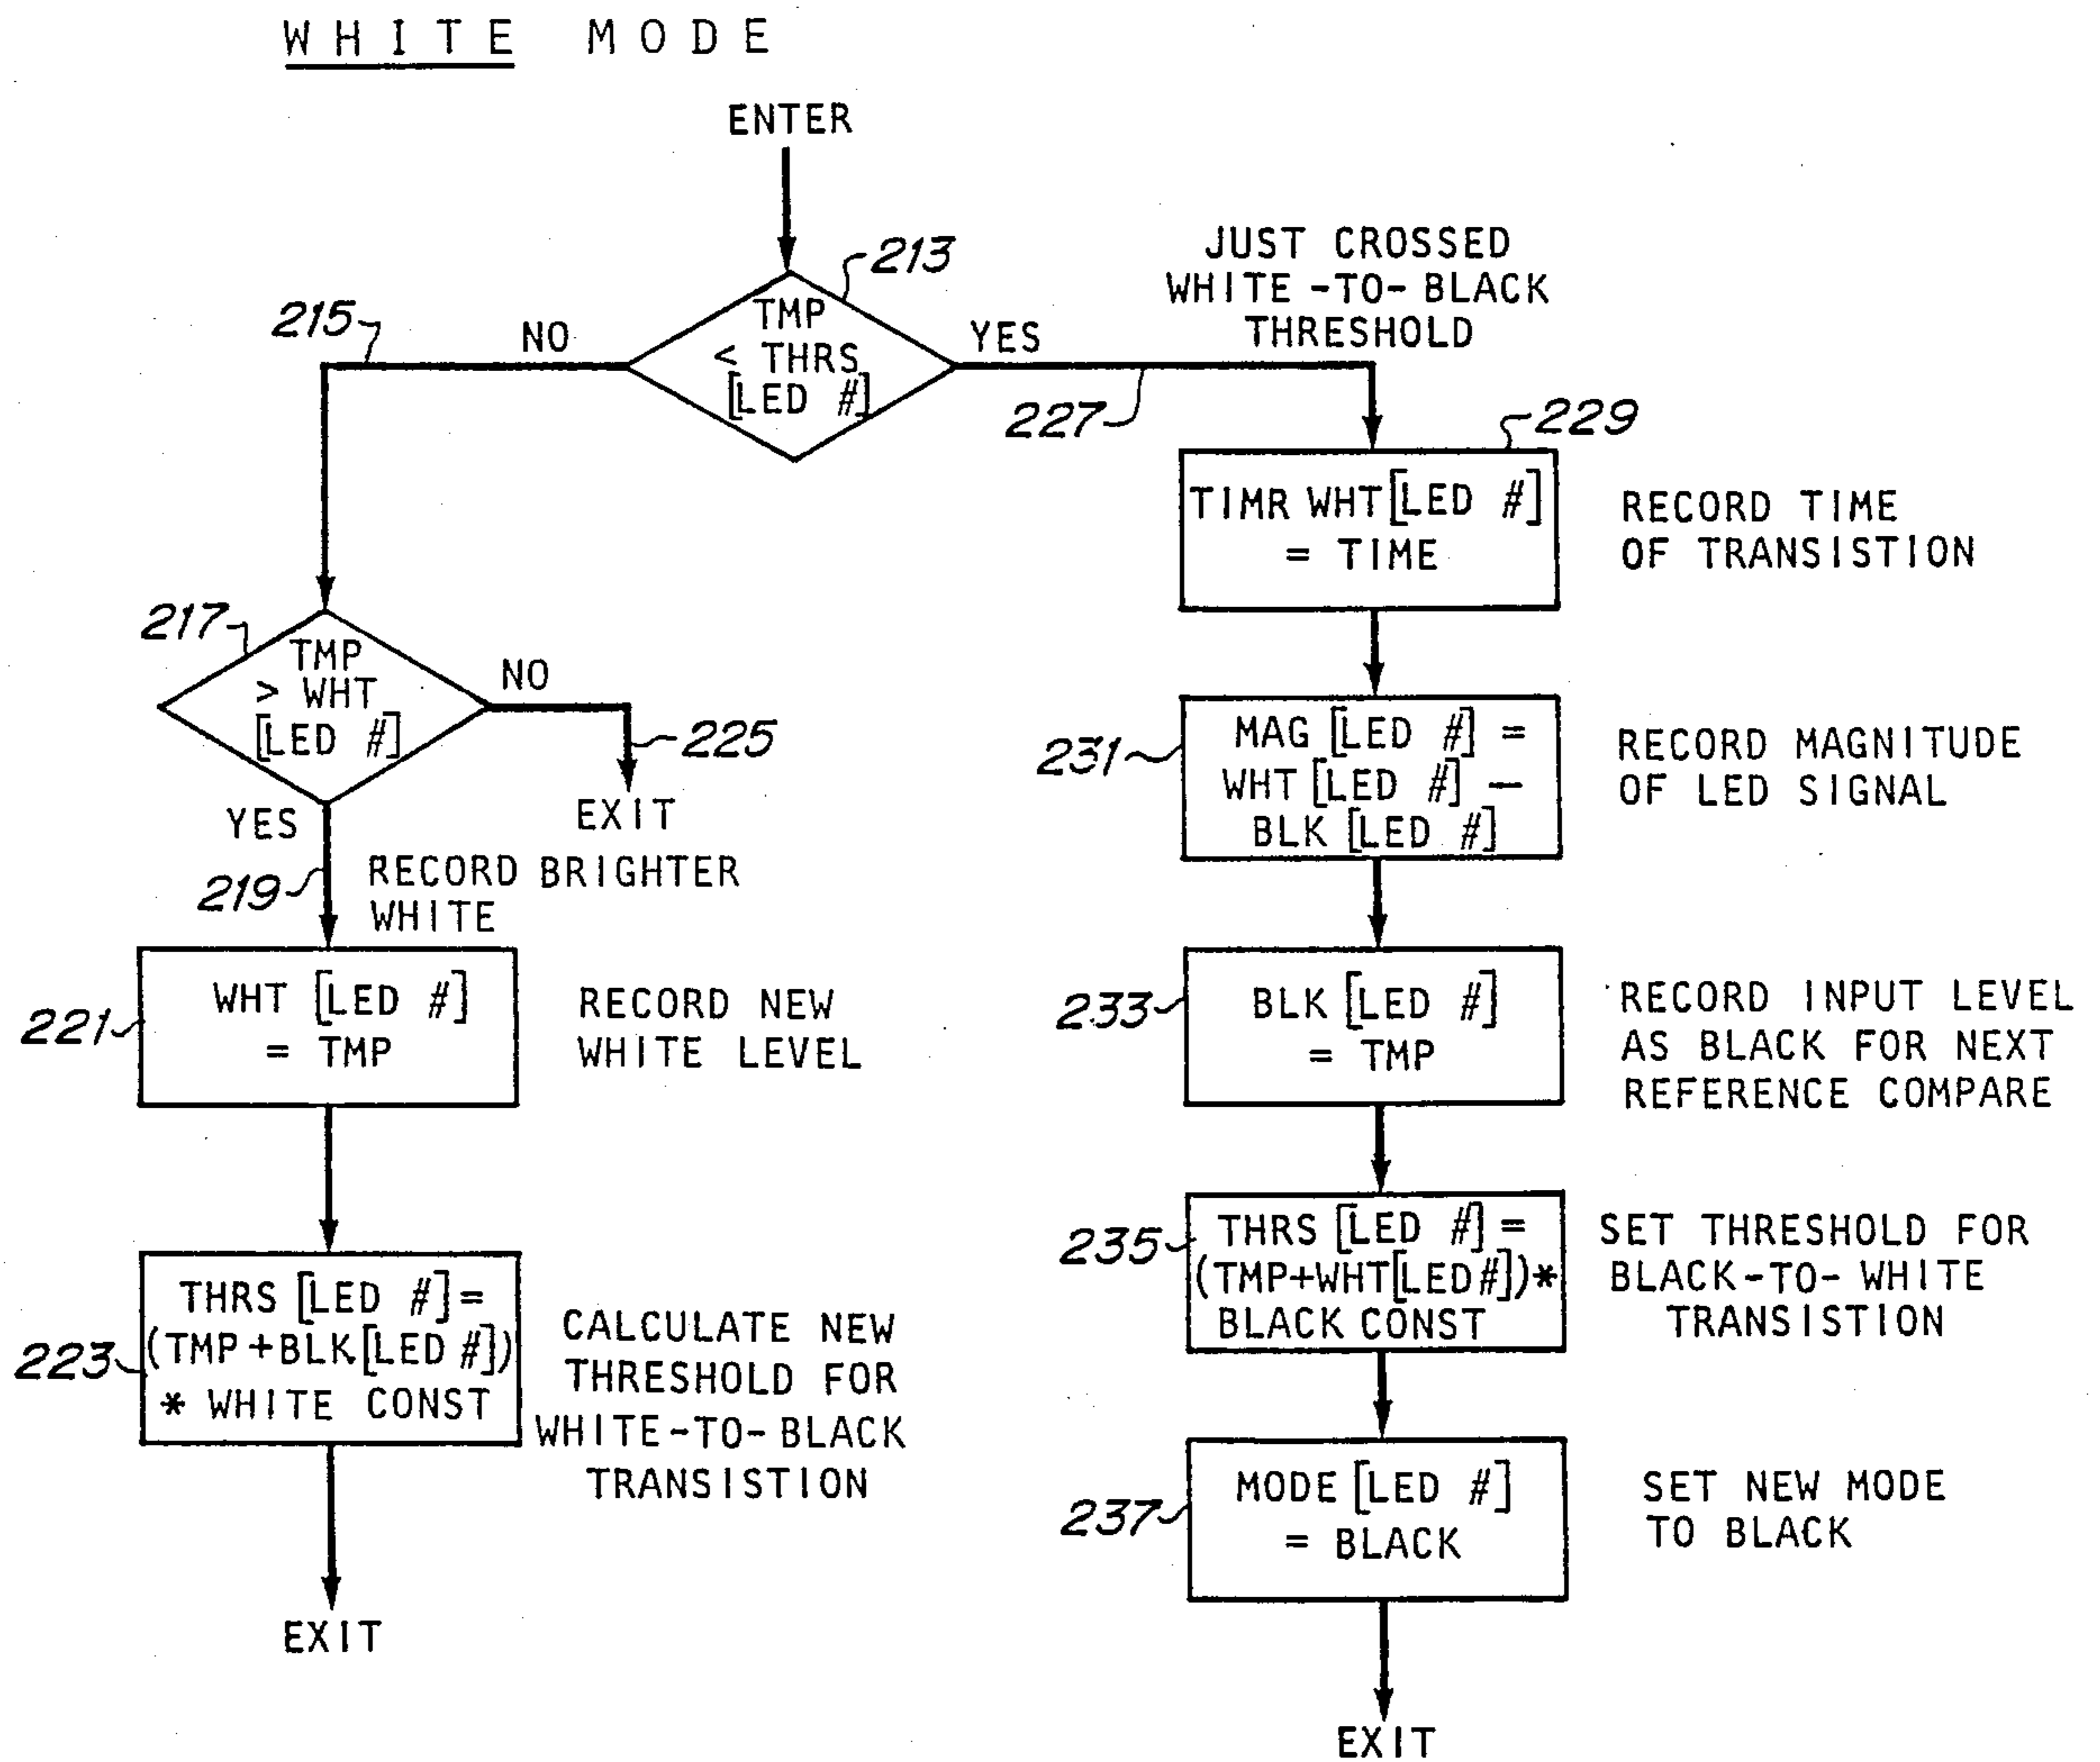 WHITE MODE
ENTER
213
TMP
< THRS
[LED #]
NO
215
YES
227
JUST CROSSED
WHITE-TO-BLACK
THRESHOLD
217
TMP
> WHT
[LED #]
NO
225
EXIT
YES
219
RECORD BRIGHTER
WHITE
221
WHT [LED #]
= TMP
RECORD NEW
WHITE LEVEL
223
THRS [LED #] =
(TMP+BLK[LED #])
* WHITE CONST
CALCULATE NEW
THRESHOLD FOR
WHITE-TO-BLACK
TRANSISTION
EXIT
229
TIMR WHT[LED #]
= TIME
RECORD TIME
OF TRANSISTION
231
MAG [LED #] =
WHT [LED #] -
BLK [LED #]
RECORD MAGNITUDE
OF LED SIGNAL
233
BLK [LED #]
= TMP
RECORD INPUT LEVEL
AS BLACK FOR NEXT
REFERENCE COMPARE
235
THRS [LED #] =
(TMP+WHT[LED#])*
BLACK CONST
SET THRESHOLD FOR
BLACK-TO-WHITE
TRANSISTION
237
MODE [LED #]
= BLACK
SET NEW MODE
TO BLACK
EXIT